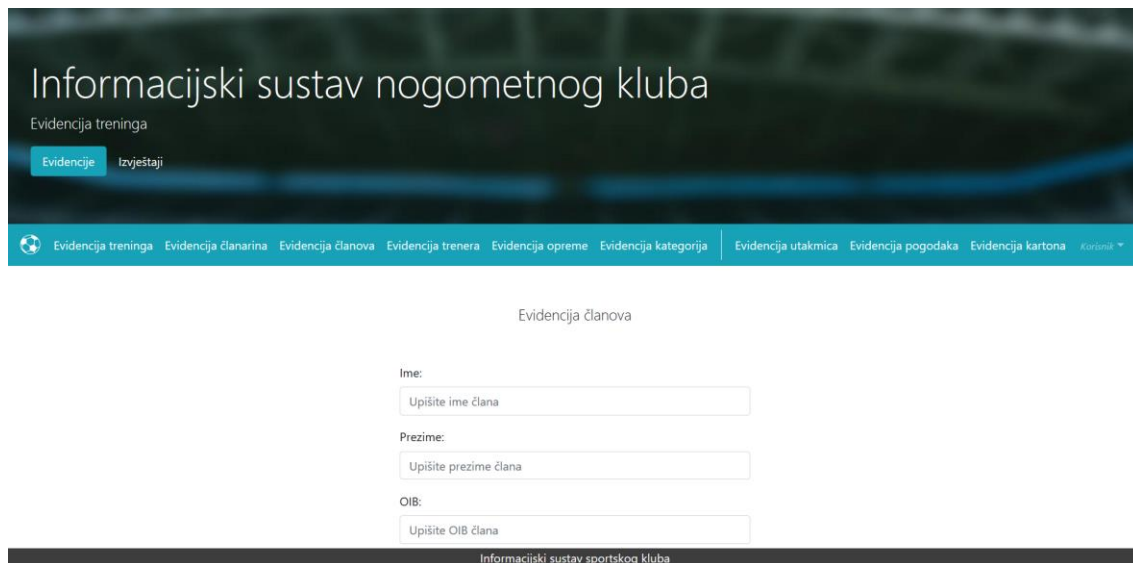 Informacijski sustav nogometnog kluba
Evidencija treninga
Evidencije Izvještaji
Evidencija treninga Evidencija članarina Evidencija članova Evidencija trenera Evidencija opreme Evidencija kategorija Evidencija utakmica Evidencija pogodaka Evidencija kartona Korisnik
Evidencija članova
Ime:
Upišite ime člana
Prezime:
Upišite prezime člana
OIB:
Upišite OIB člana
Informacijski sustav sportskog kluba